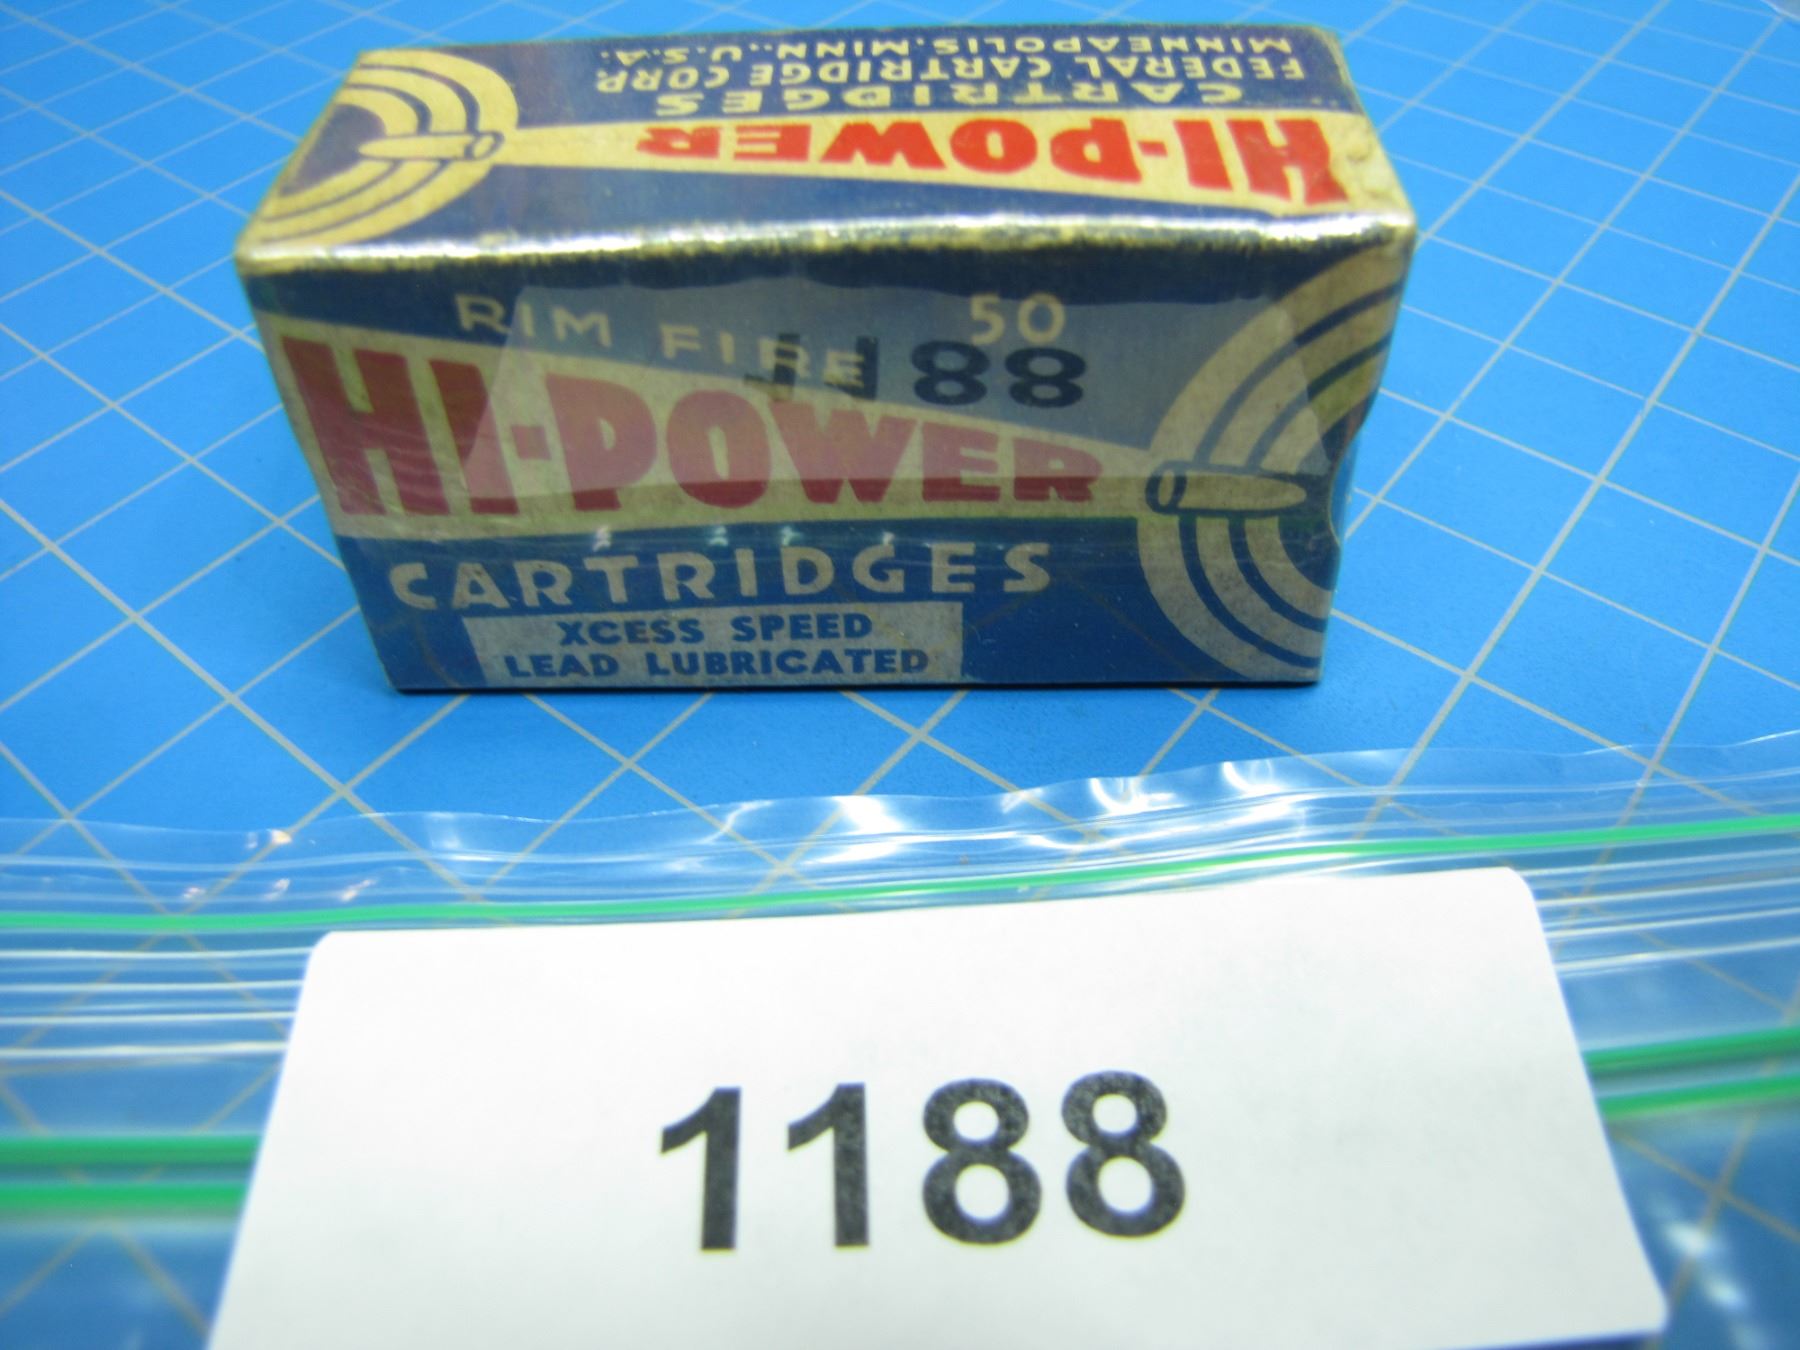 HI-POWER
CARTRIDGES
FEDERAL CARTRIDGE CORP.
MINNEAPOLIS, MINN., U.S.A.
RIM FIRE 50
1188
HI-POWER
CARTRIDGES
XCESS SPEED
LEAD LUBRICATED
1188